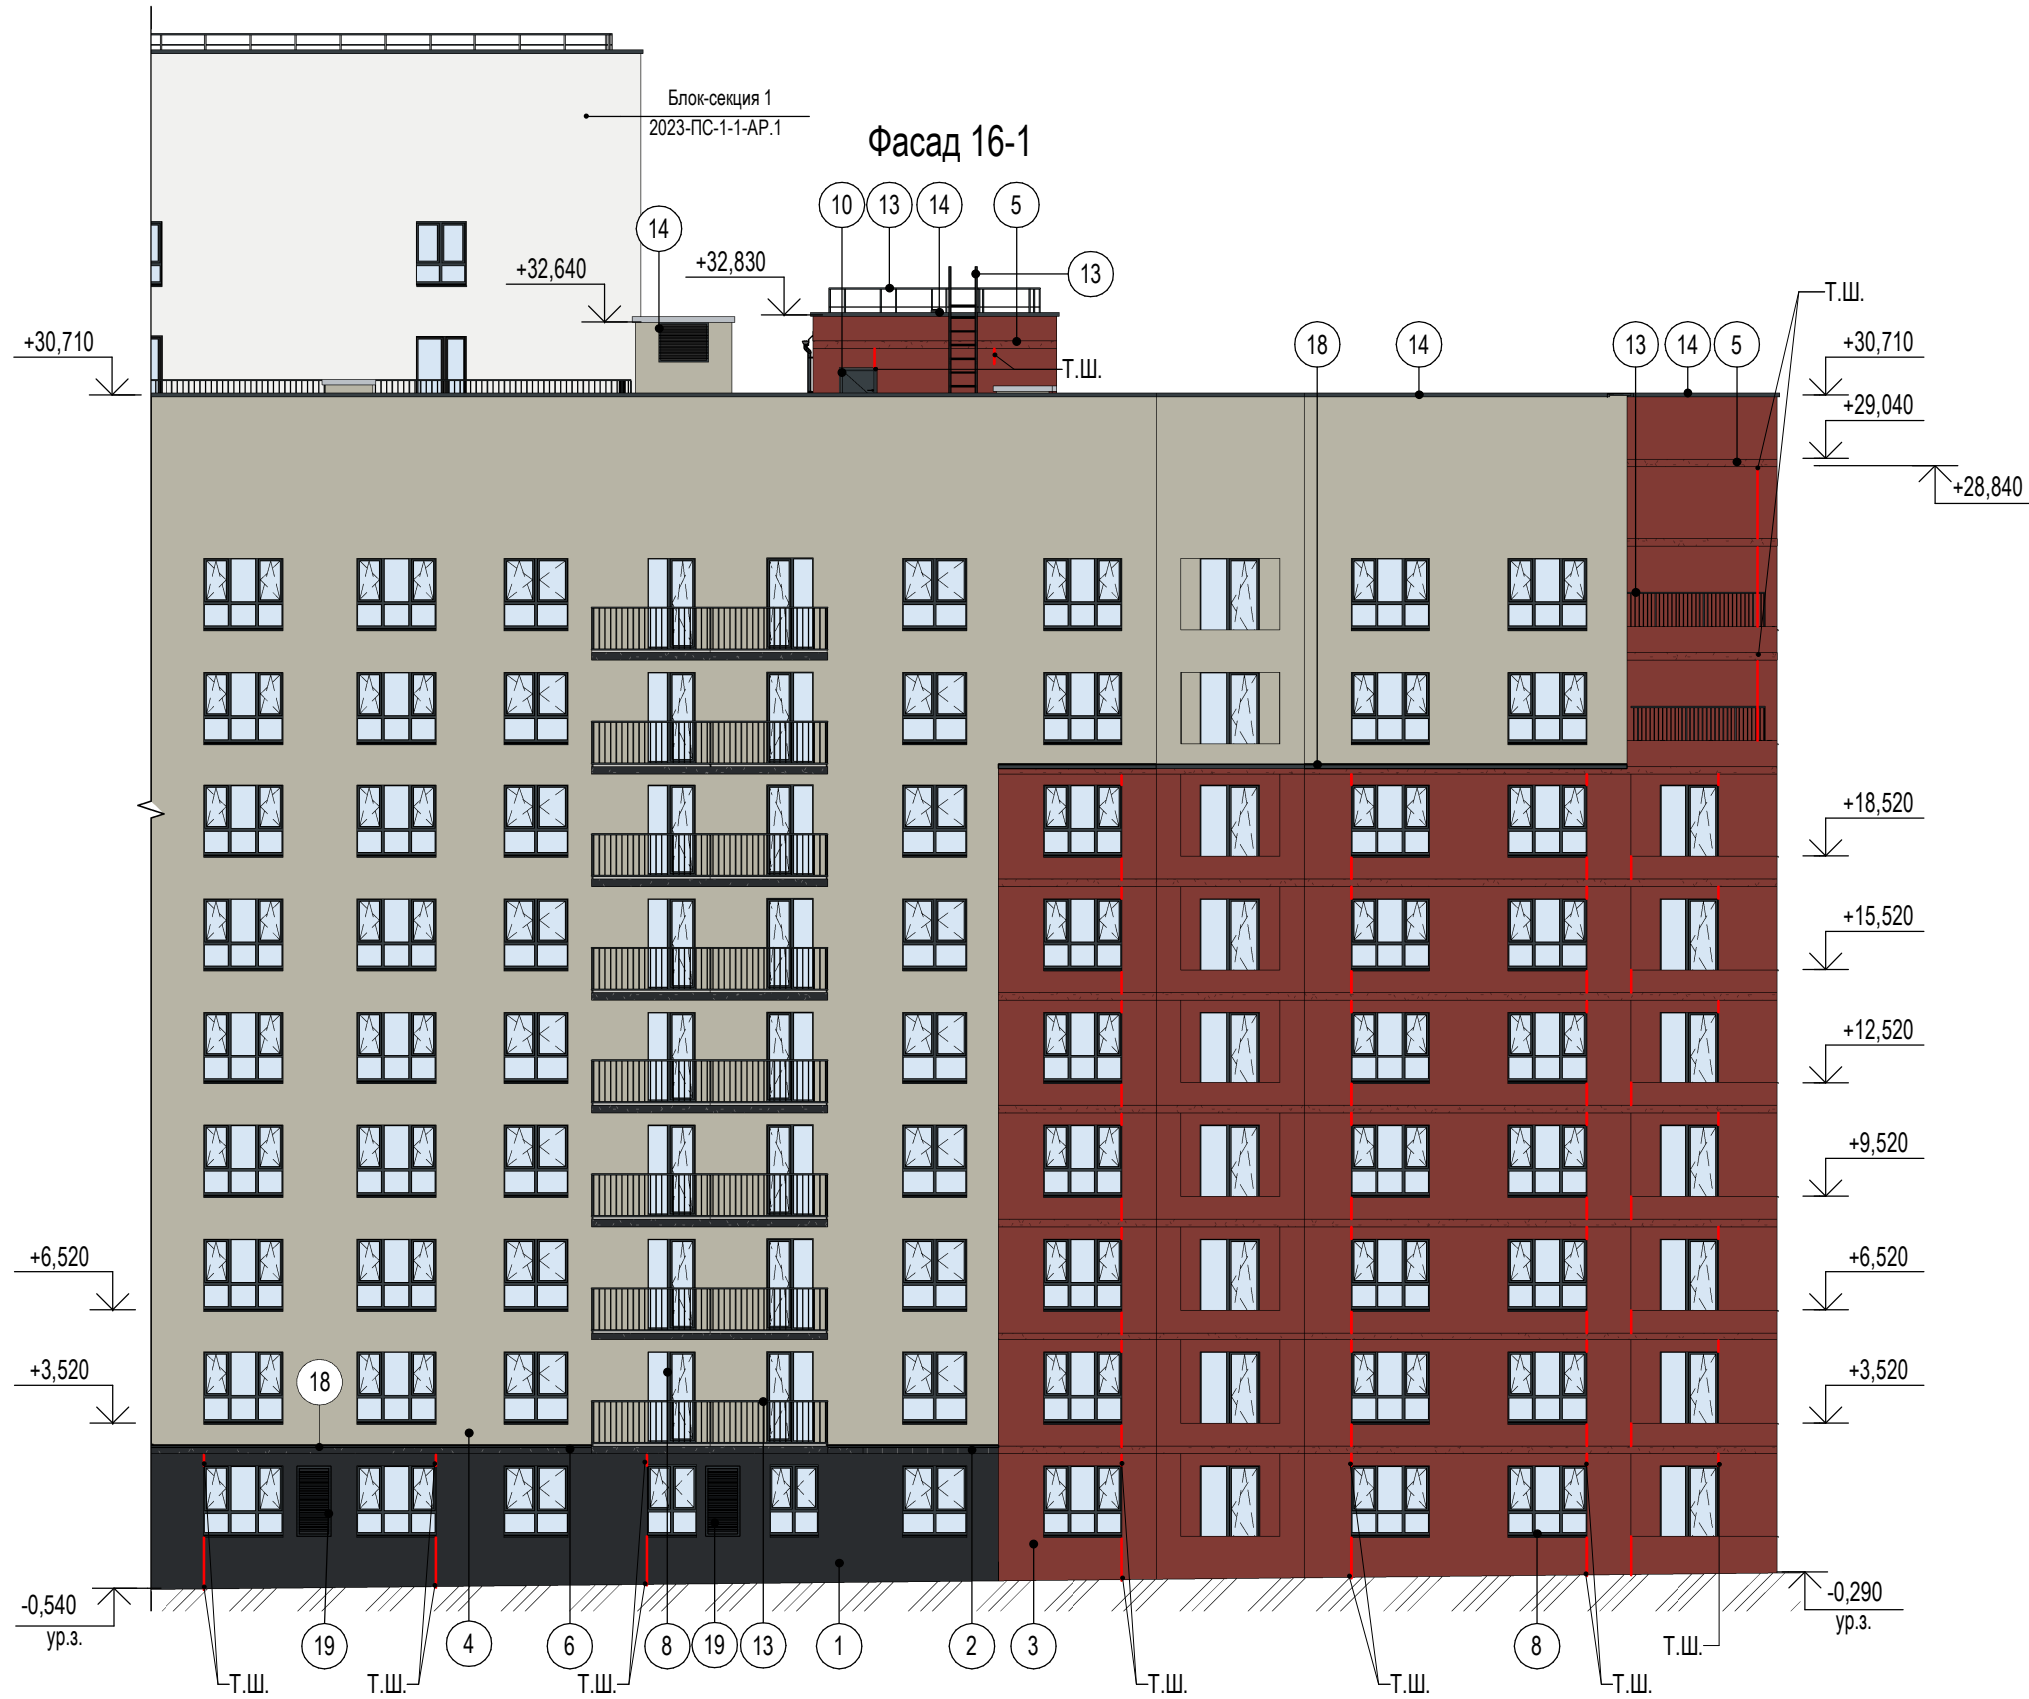 Блок-секция 1
2023-ПС-1-1-АР.1
Фасад 16-1
10 13 14 5
14
+32,640 +32,830 13
Т.Ш.
+30,710 18 14 13 14 5 +30,710
Т.Ш.
+29,040
+28,840
+18,520
+15,520
+12,520
+9,520
+6,520 +6,520
+3,520 18 +3,520
-0,540
ур.з.
-0,290
ур.з.
19 4 6 8 19 13 1 2 3 8 Т.Ш.
Т.Ш. Т.Ш. Т.Ш. Т.Ш. Т.Ш. Т.Ш.